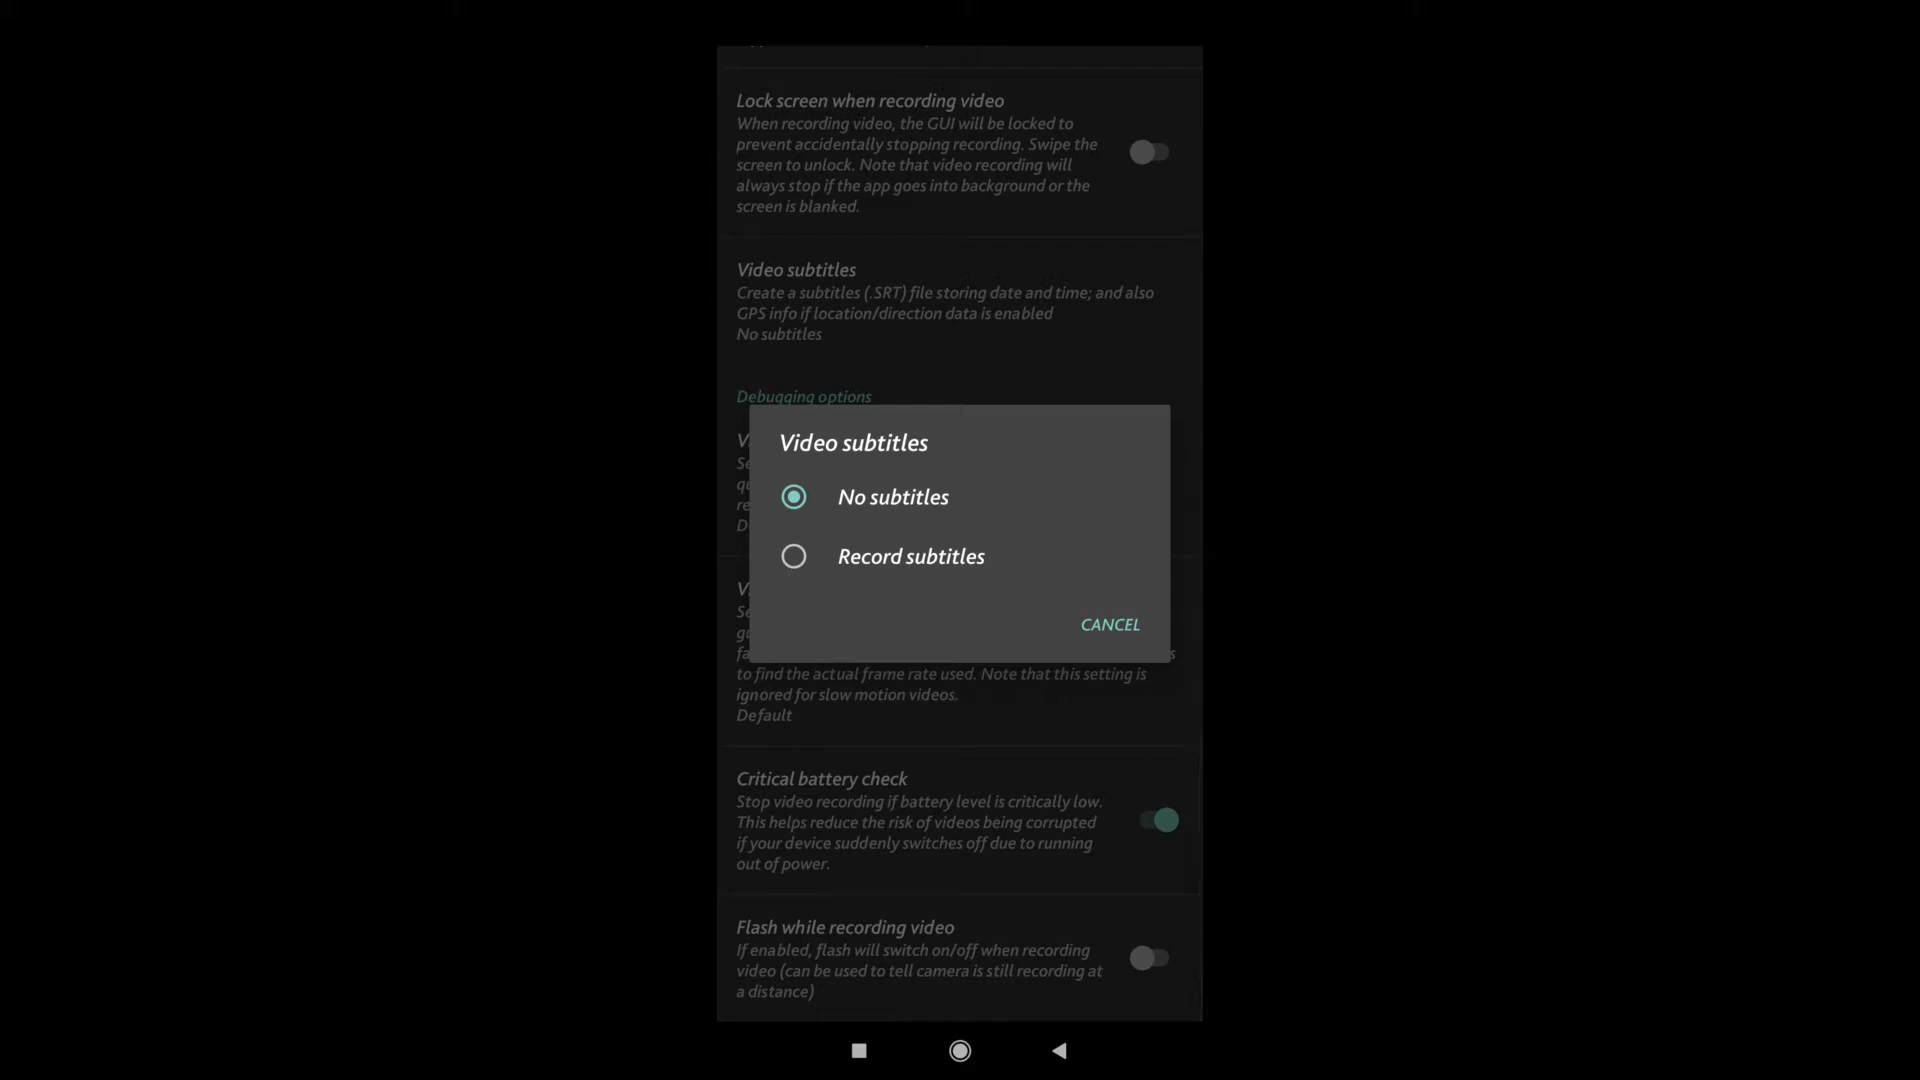 Lock screen when recording video
When recording video, the GUI will be locked to
prevent accidentally stopping recording. Swipe the
screen to unlock. Note that video recording will
always stop if the app goes into background or the
screen is blanked.
Video subtitles
Create a subtitles (.SRT) file storing date and time; and also
GPS info if location/direction data is enabled
No subtitles
Debugging options
Video subtitles
No subtitles
Record subtitles
CANCEL
to find the actual frame rate used. Note that this setting is
ignored for slow motion videos.
Default
Critical battery check
Stop video recording if battery level is critically low.
This helps reduce the risk of videos being corrupted
if your device suddenly switches off due to running
out of power.
Flash while recording video
If enabled, flash will switch on/off when recording
video (can be used to tell camera is still recording at
a distance)